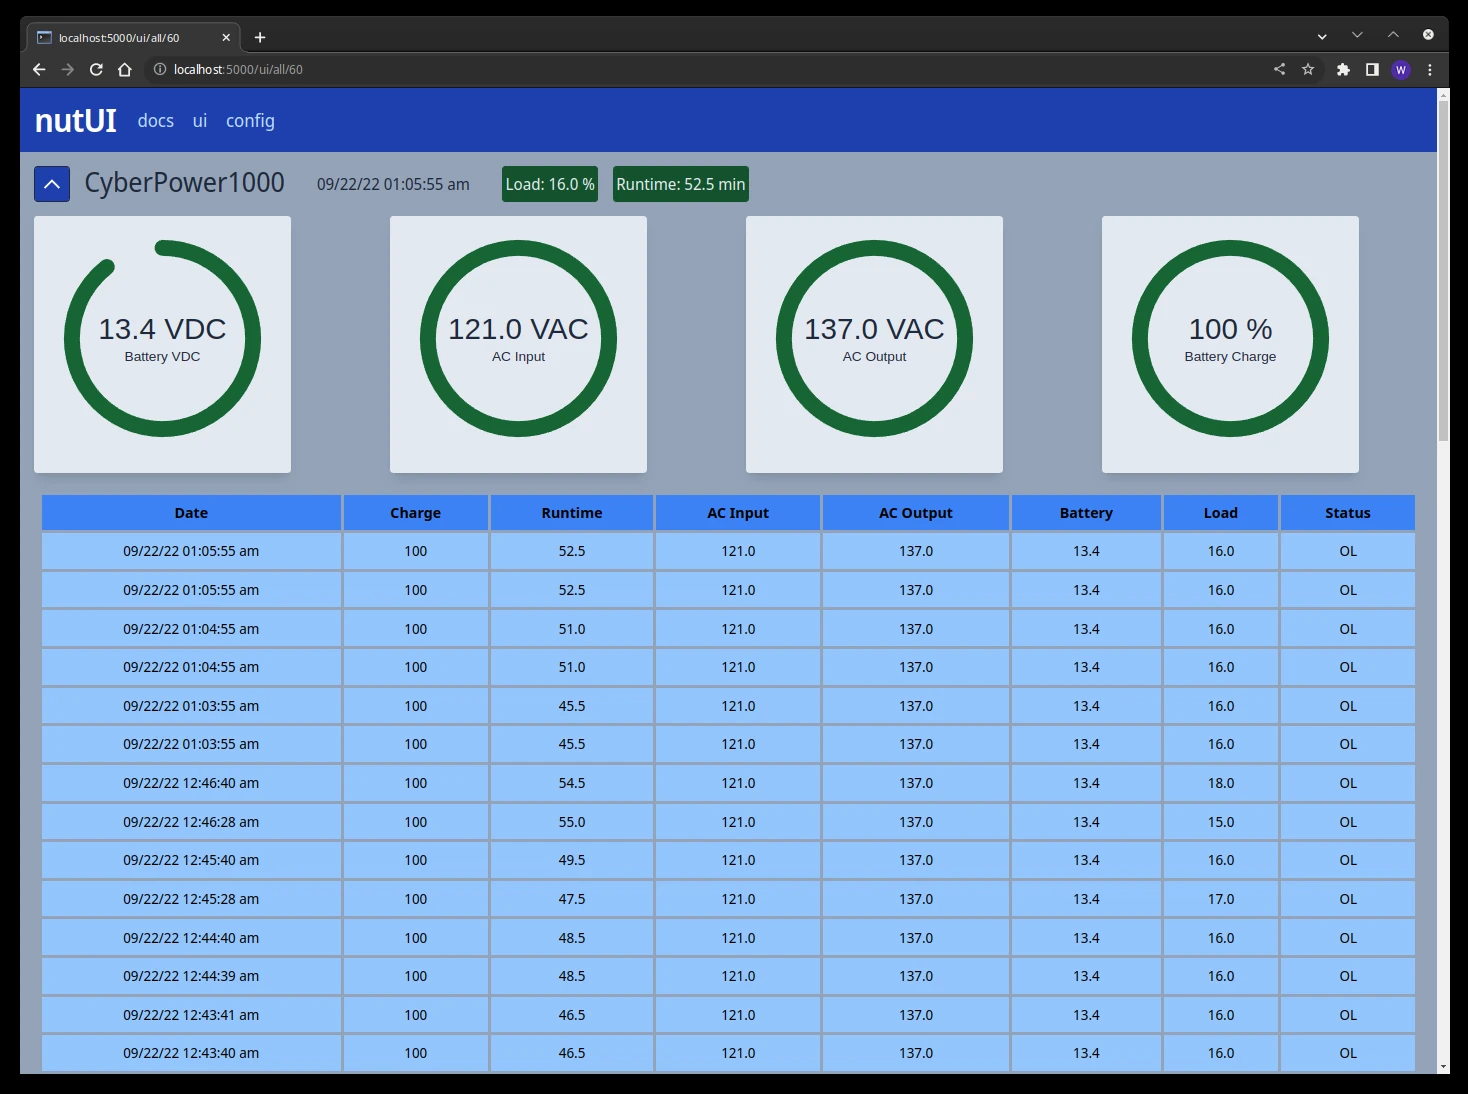 localhost:5000/ui/all/60
localhost:5000/ui/all/60
W
nutUI docs ui config
CyberPower1000 09/22/22 01:05:55 am Load: 16.0 % Runtime: 52.5 min
13.4 VDC 121.0 VAC 137.0 VAC 100 %
Battery VDC AC Input AC Output Battery Charge
Date Charge Runtime AC Input AC Output Battery Load Status
09/22/22 01:05:55 am 100 52.5 121.0 137.0 13.4 16.0 OL
09/22/22 01:05:55 am 100 52.5 121.0 137.0 13.4 16.0 OL
09/22/22 01:04:55 am 100 51.0 121.0 137.0 13.4 16.0 OL
09/22/22 01:04:55 am 100 51.0 121.0 137.0 13.4 16.0 OL
09/22/22 01:03:55 am 100 45.5 121.0 137.0 13.4 16.0 OL
09/22/22 01:03:55 am 100 45.5 121.0 137.0 13.4 16.0 OL
09/22/22 12:46:40 am 100 54.5 121.0 137.0 13.4 18.0 OL
09/22/22 12:46:28 am 100 55.0 121.0 137.0 13.4 15.0 OL
09/22/22 12:45:40 am 100 49.5 121.0 137.0 13.4 16.0 OL
09/22/22 12:45:28 am 100 47.5 121.0 137.0 13.4 17.0 OL
09/22/22 12:44:40 am 100 48.5 121.0 137.0 13.4 16.0 OL
09/22/22 12:44:39 am 100 48.5 121.0 137.0 13.4 16.0 OL
09/22/22 12:43:41 am 100 46.5 121.0 137.0 13.4 16.0 OL
09/22/22 12:43:40 am 100 46.5 121.0 137.0 13.4 16.0 OL